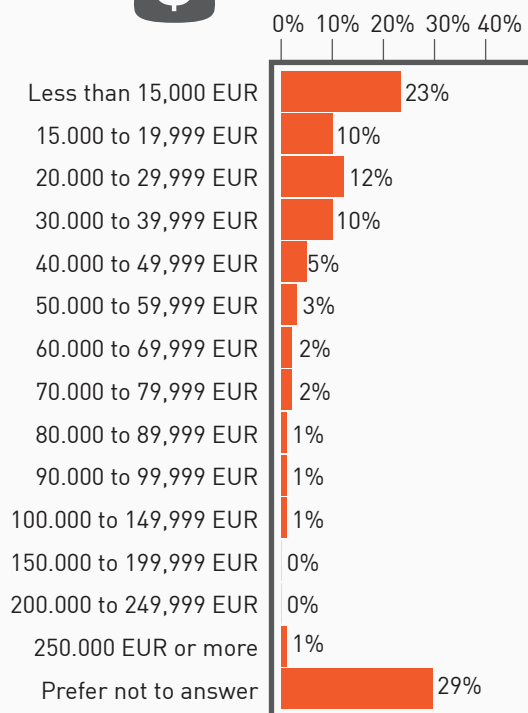 0% 10% 20% 30% 40%
Less than 15,000 EUR 23%
15.000 to 19,999 EUR 10%
20.000 to 29,999 EUR 12%
30.000 to 39,999 EUR 10%
40.000 to 49,999 EUR 5%
50.000 to 59,999 EUR 3%
60.000 to 69,999 EUR 2%
70.000 to 79,999 EUR 2%
80.000 to 89,999 EUR 1%
90.000 to 99,999 EUR 1%
100.000 to 149,999 EUR 1%
150.000 to 199,999 EUR 0%
200.000 to 249,999 EUR 0%
250.000 EUR or more 1%
Prefer not to answer 29%